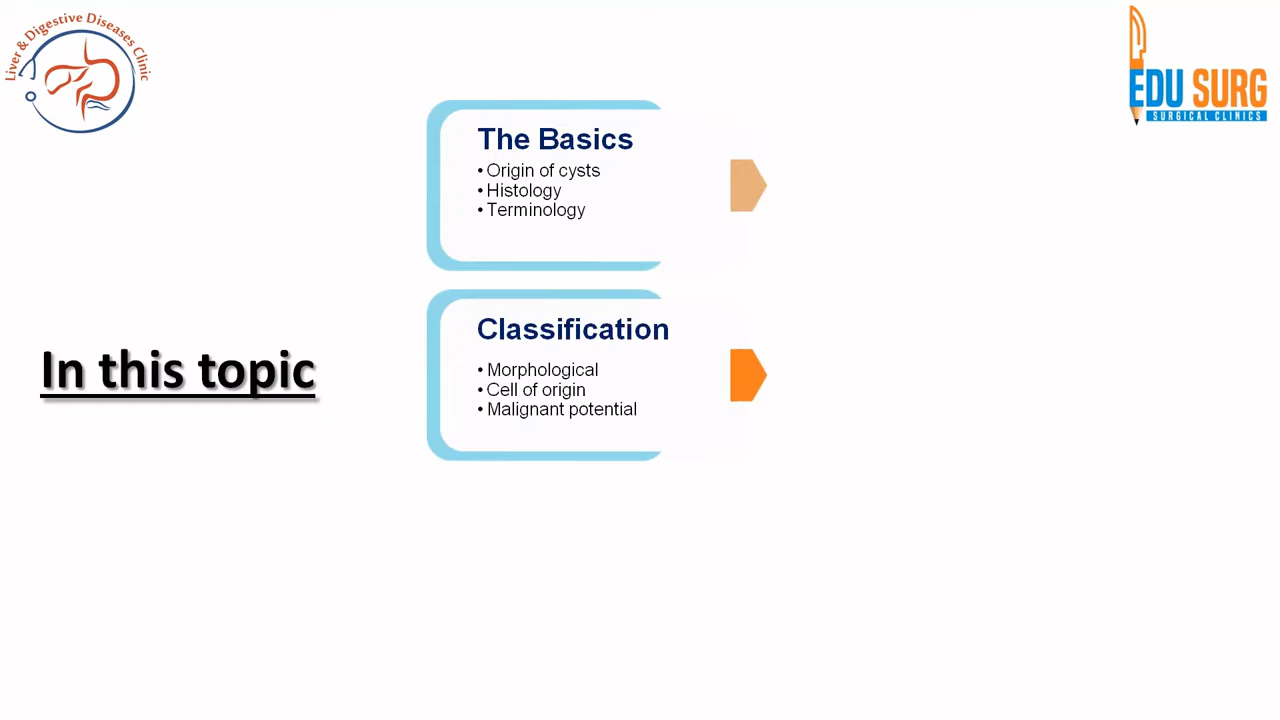 Liver & Digestive Diseases Clinic
EDU SURG
SURGICAL CLINICS
The Basics
• Origin of cysts
• Histology
• Terminology
In this topic
Classification
• Morphological
• Cell of origin
• Malignant potential